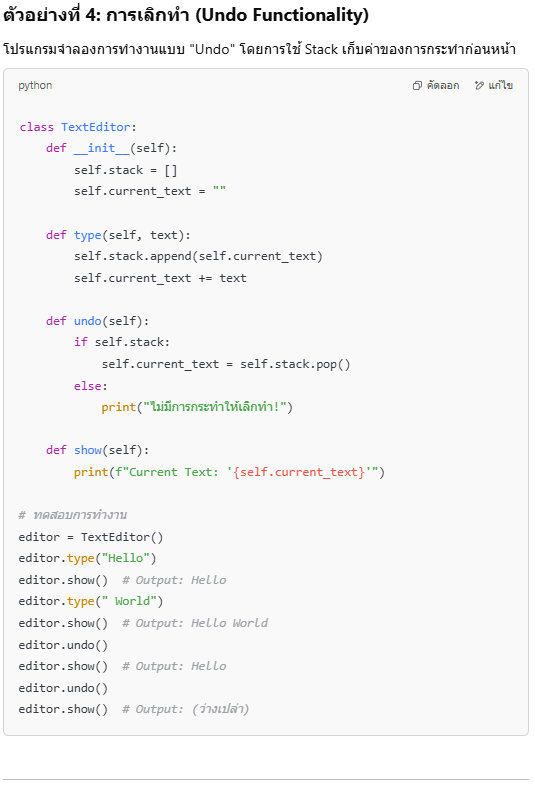 ตัวอย่างที่ 4: การเลิกทำ (Undo Functionality)
โปรแกรมจำลองการทำงานแบบ "Undo" โดยการใช้ Stack เก็บค่าของการกระทำก่อนหน้า
python คัดลอก แก้ไข
class TextEditor:
    def __init__(self):
        self.stack = []
        self.current_text = ""
    def type(self, text):
        self.stack.append(self.current_text)
        self.current_text += text
    def undo(self):
        if self.stack:
            self.current_text = self.stack.pop()
        else:
            print("ไม่มีการกระทำให้เลิกทำ!")
    def show(self):
        print(f"Current Text: '{self.current_text}'")
# ทดสอบการทำงาน
editor = TextEditor()
editor.type("Hello")
editor.show()  # Output: Hello
editor.type(" World")
editor.show()  # Output: Hello World
editor.undo()
editor.show()  # Output: Hello
editor.undo()
editor.show()  # Output: (ว่างเปล่า)